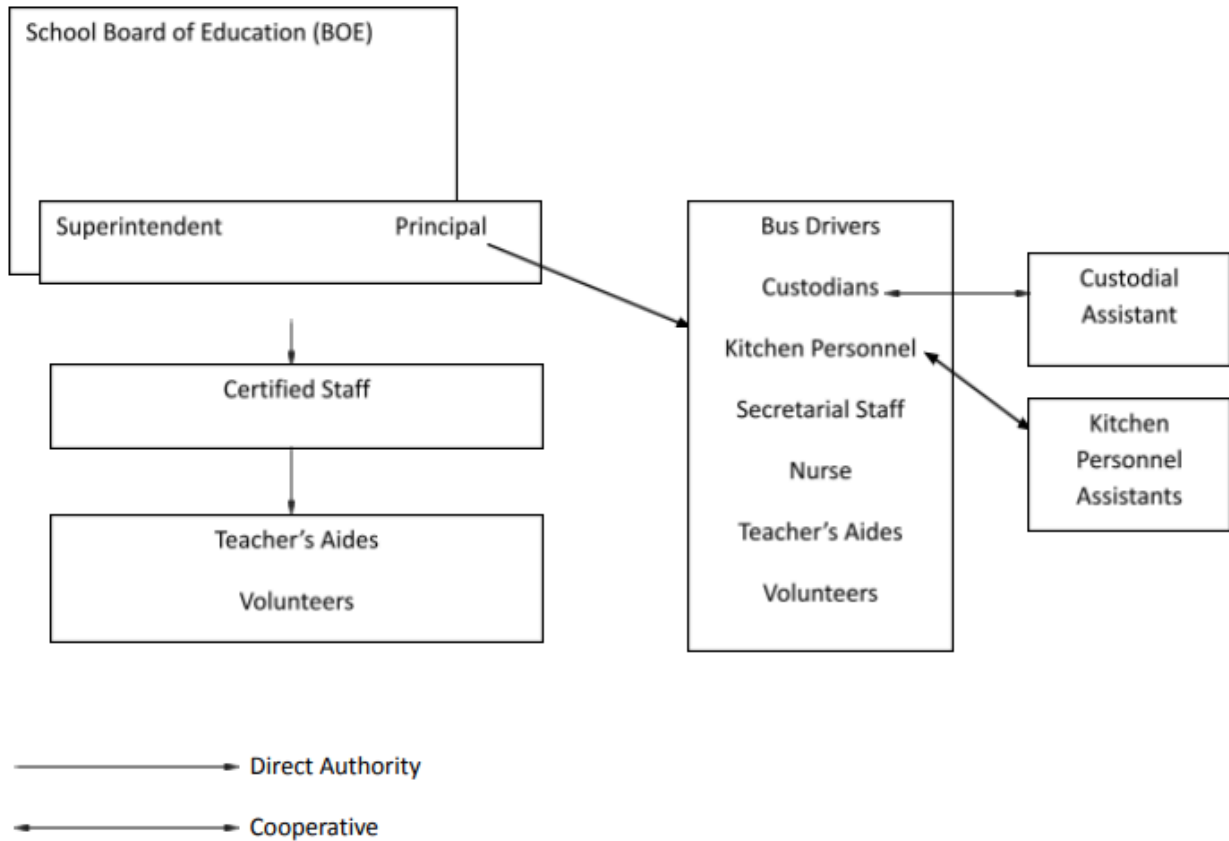 School Board of Education (BOE)
Superintendent Principal
Certified Staff
Teacher’s Aides
Volunteers
Bus Drivers
Custodians
Kitchen Personnel
Secretarial Staff
Nurse
Teacher’s Aides
Volunteers
Custodial
Assistant
Kitchen
Personnel
Assistants
Direct Authority
Cooperative